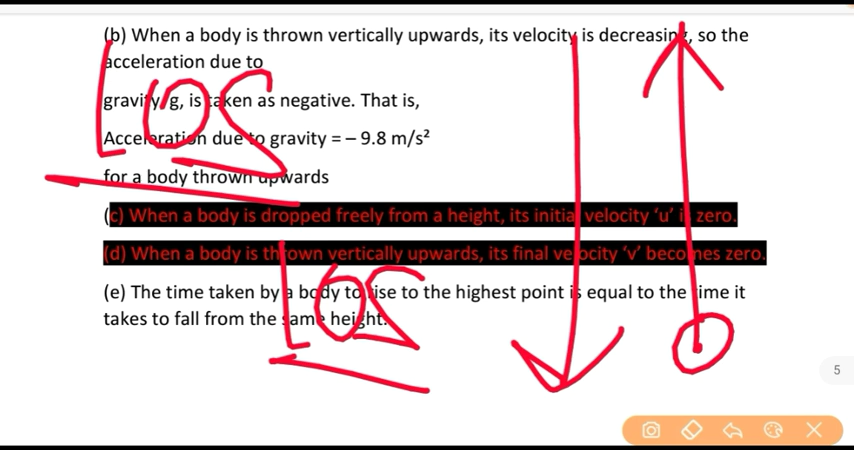 (b) When a body is thrown vertically upwards, its velocity is decreasing, so the
acceleration due to
gravity, g, is taken as negative. That is,
Acceleration due to gravity = – 9.8 m/s²
for a body thrown upwards
(c) When a body is dropped freely from a height, its initial velocity ‘u’ is zero.
(d) When a body is thrown vertically upwards, its final velocity ‘v’ becomes zero.
(e) The time taken by a body to rise to the highest point is equal to the time it
takes to fall from the same height.
LOS
LOS
5